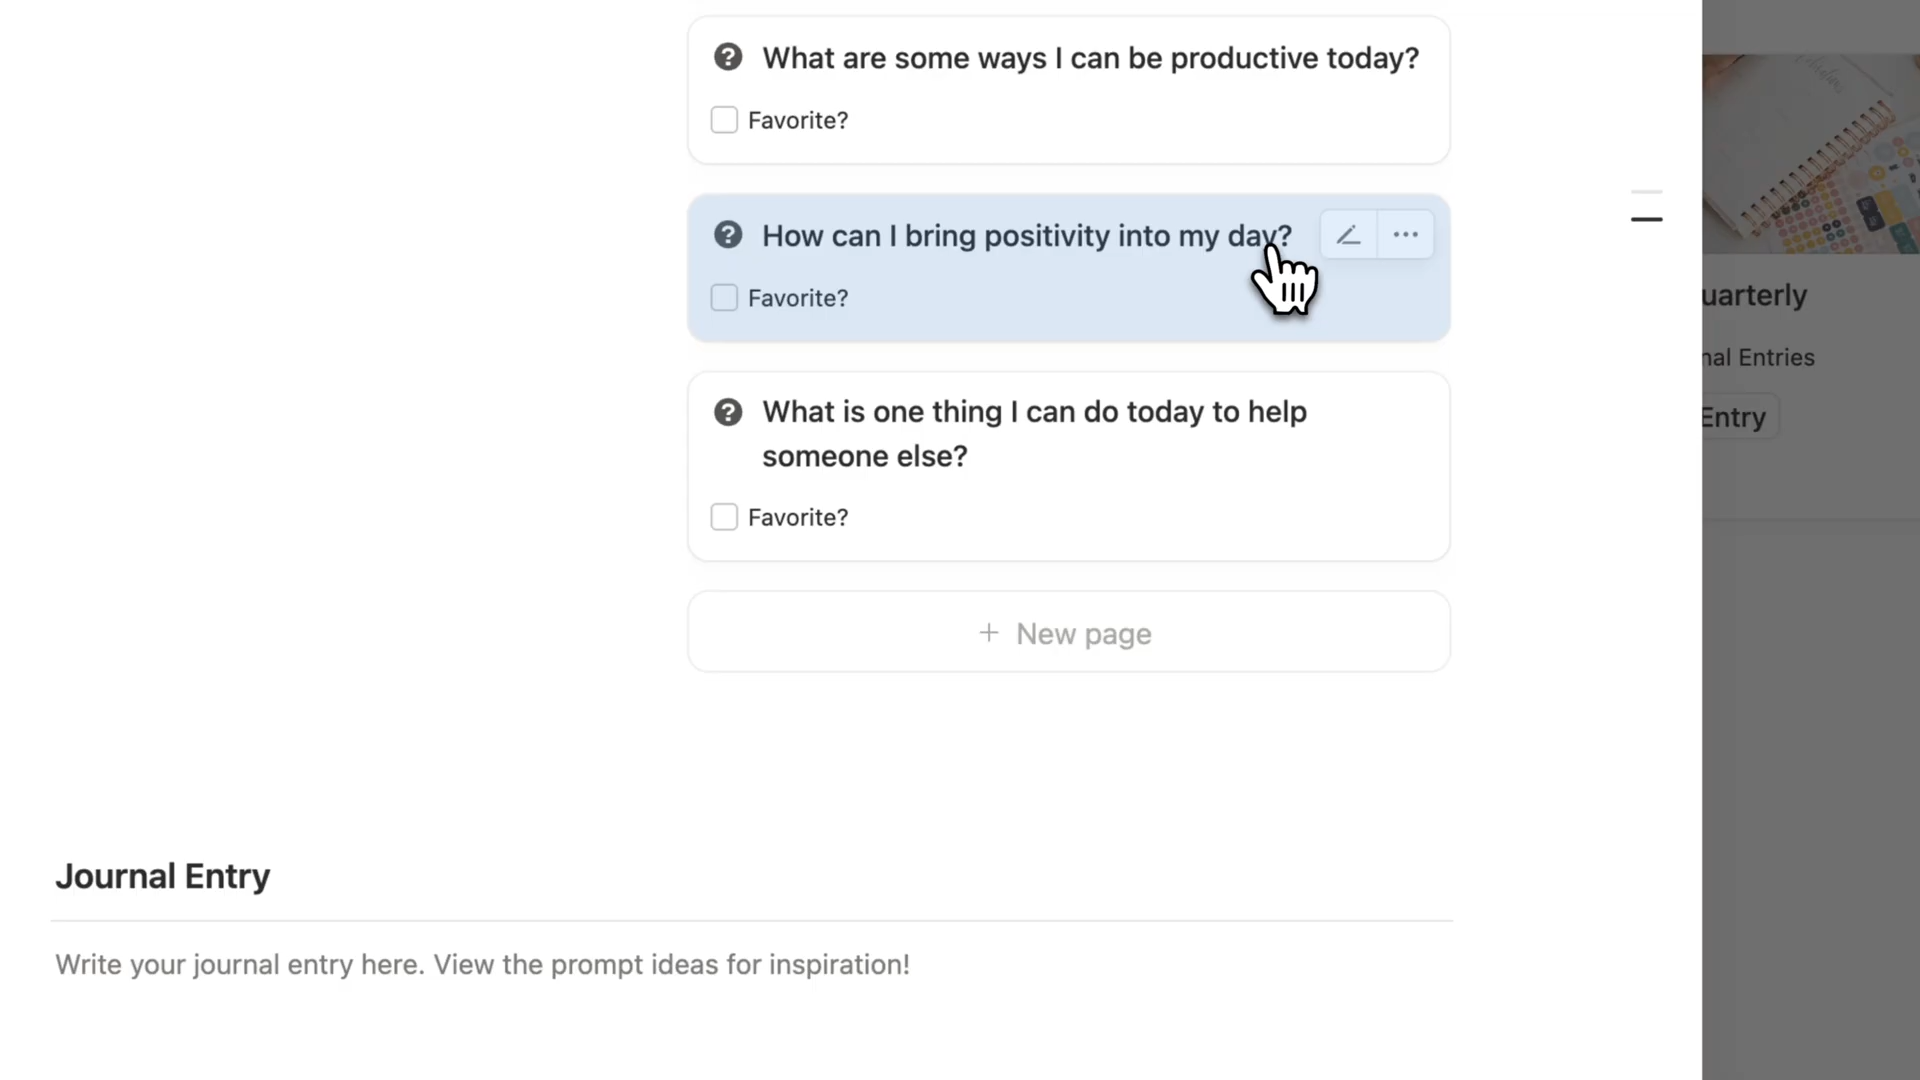 What are some ways I can be productive today?
Favorite?
How can I bring positivity into my day?
Favorite?
What is one thing I can do today to help
someone else?
Favorite?
+ New page
Journal Entry
Write your journal entry here. View the prompt ideas for inspiration!
uarterly
nal Entries
Entry